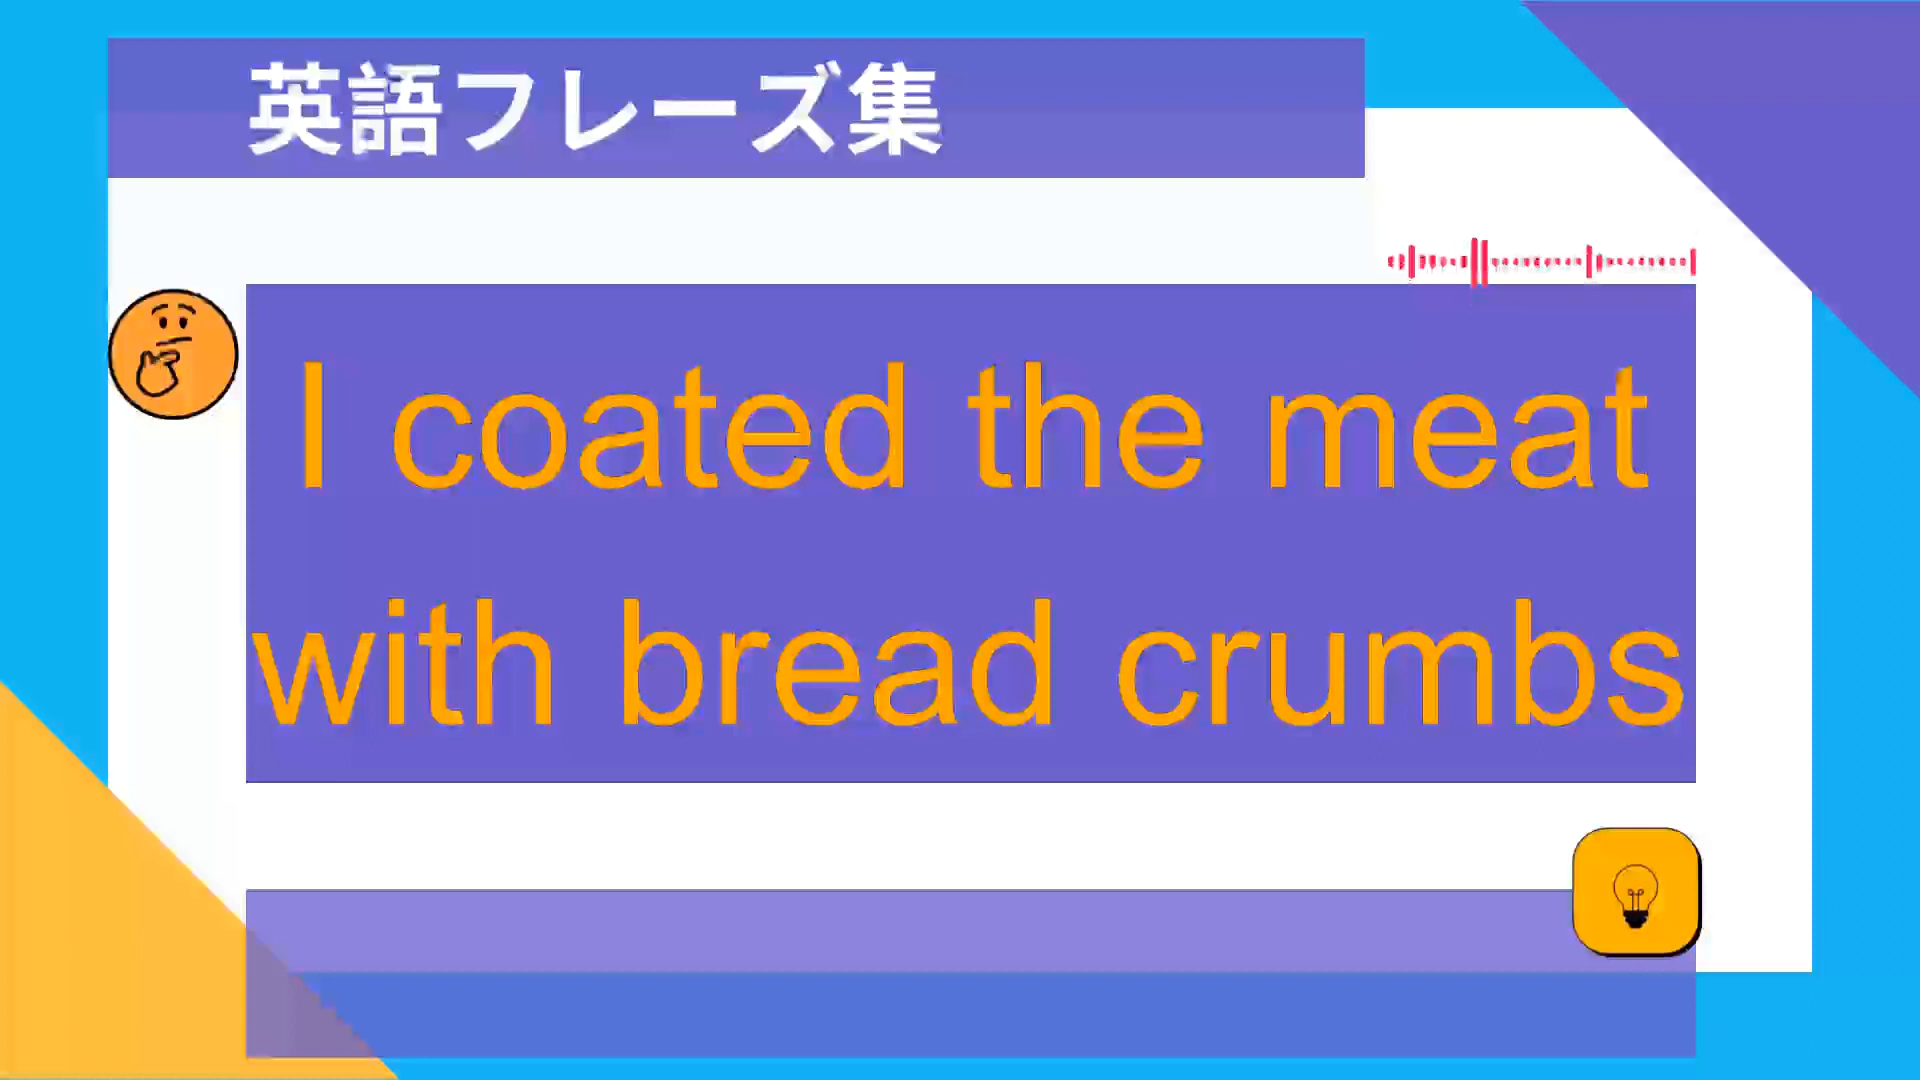 英語フレーズ集
I coated the meat
with bread crumbs